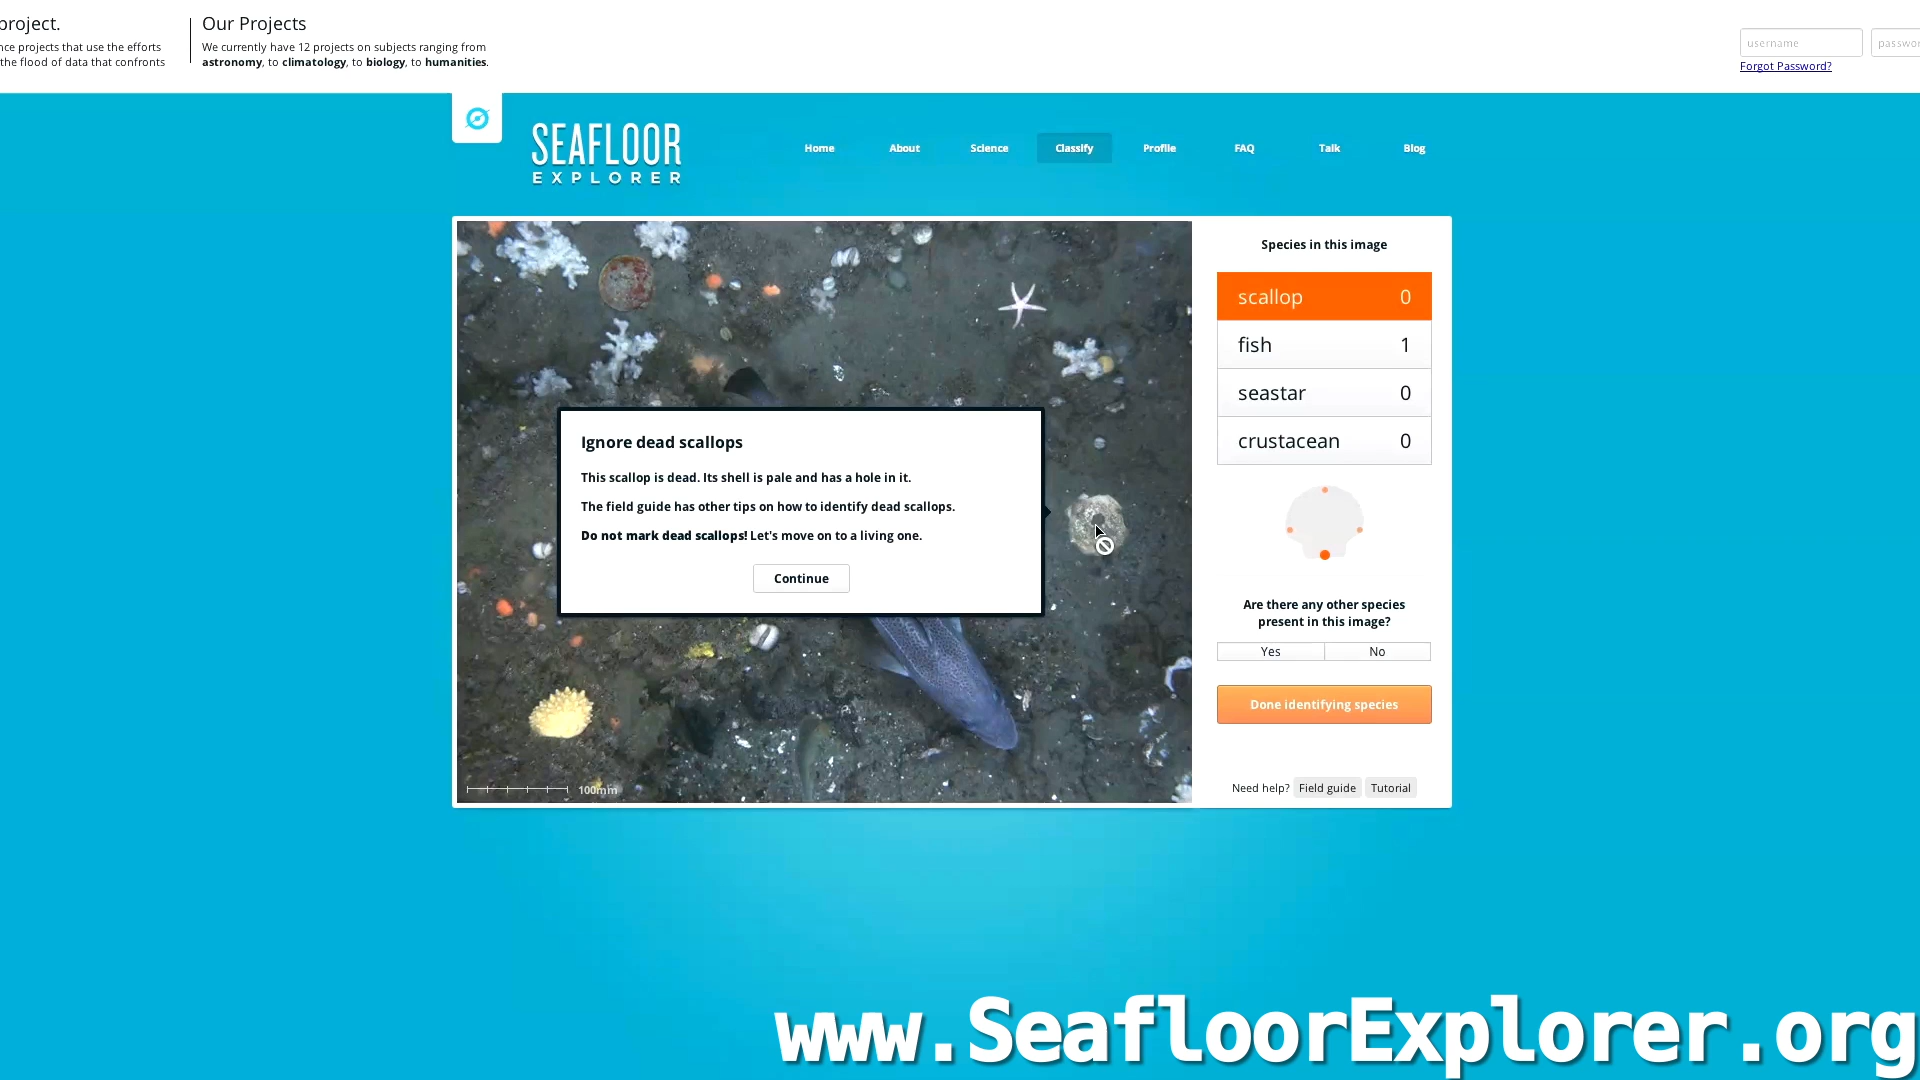 project.
nce projects that use the efforts
the flood of data that confronts
Our Projects
We currently have 12 projects on subjects ranging from
astronomy, to climatology, to biology, to humanities.
username
passwor
Forgot Password?
SEAFLOOR
EXPLORER
Home
About
Science
Classify
Profile
FAQ
Talk
Blog
Species in this image
scallop 0
fish 1
seastar 0
crustacean 0
Ignore dead scallops
This scallop is dead. Its shell is pale and has a hole in it.
The field guide has other tips on how to identify dead scallops.
Do not mark dead scallops! Let's move on to a living one.
Continue
Are there any other species
present in this image?
Yes
No
Done identifying species
Need help? Field guide Tutorial
100mm
www.SeafloorExplorer.org